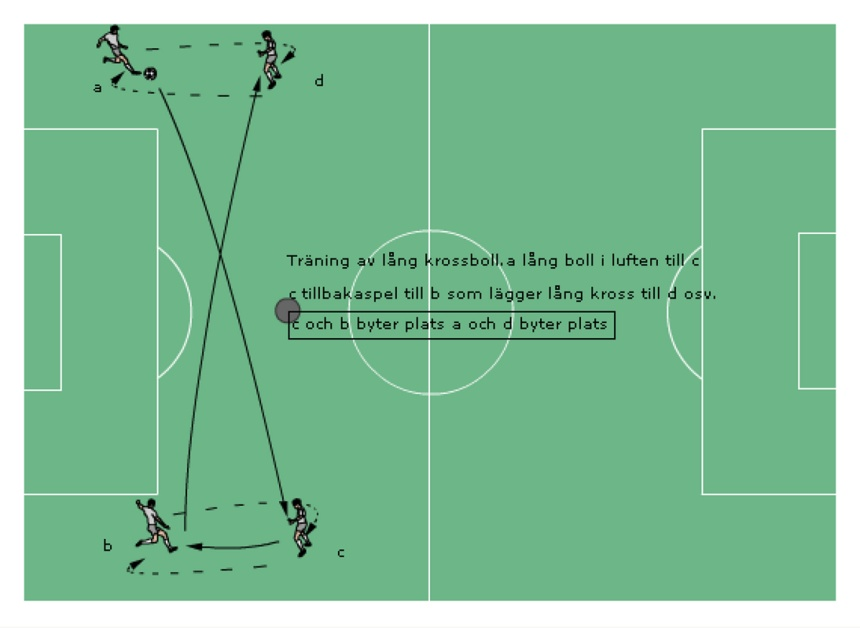 a
d
Träning av lång krossboll.a lång boll i luften till c
c tillbakaspel till b som lägger lång kross till d osv.
c och b byter plats a och d byter plats
b
c